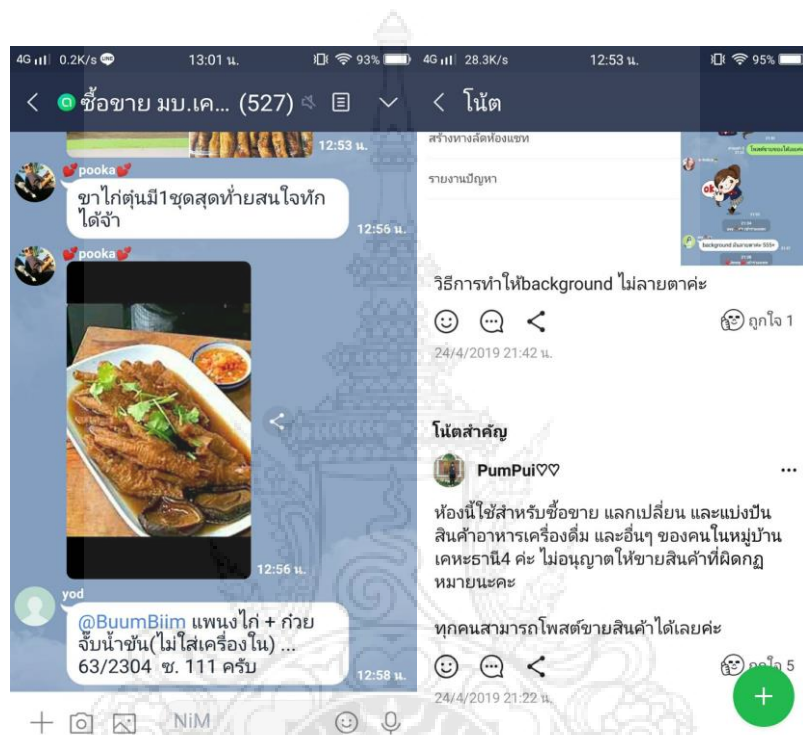 4G 0.2K/s 13:01 น. 93%
ซื้อขาย มบ.เค... (527)
12:53 น.
pooka
ขาไก่ตุ๋นมี1ชุดสุดท้ายสนใจทัก
ได้จ้า
12:56 น.
pooka
12:56 น.
yod
@BuumBiim แพนงไก่ + ก๋วย
จั๊บน้ำข้น(ไม่ใส่เครื่องใน) ...
63/2304 ซ. 111 ครับ
12:58 น.
NiM
4G 28.3K/s 12:53 น. 95%
โน้ต
สร้างทางลัดห้องแชท
รายงานปัญหา
ok
วิธีการทำให้background ไม่ลายตาค่ะ
ถูกใจ 1
24/4/2019 21:42 น.
โน้ตสำคัญ
PumPui♡♡
ห้องนี้ใช้สำหรับซื้อขาย แลกเปลี่ยน และแบ่งปัน
สินค้าอาหารเครื่องดื่ม และอื่นๆ ของคนในหมู่บ้าน
เคหะธานี4 ค่ะ ไม่อนุญาตให้ขายสินค้าที่ผิดกฏ
หมายนะคะ
ทุกคนสามารถโพสต์ขายสินค้าได้เลยค่ะ
ถูกใจ 5
24/4/2019 21:22 น.